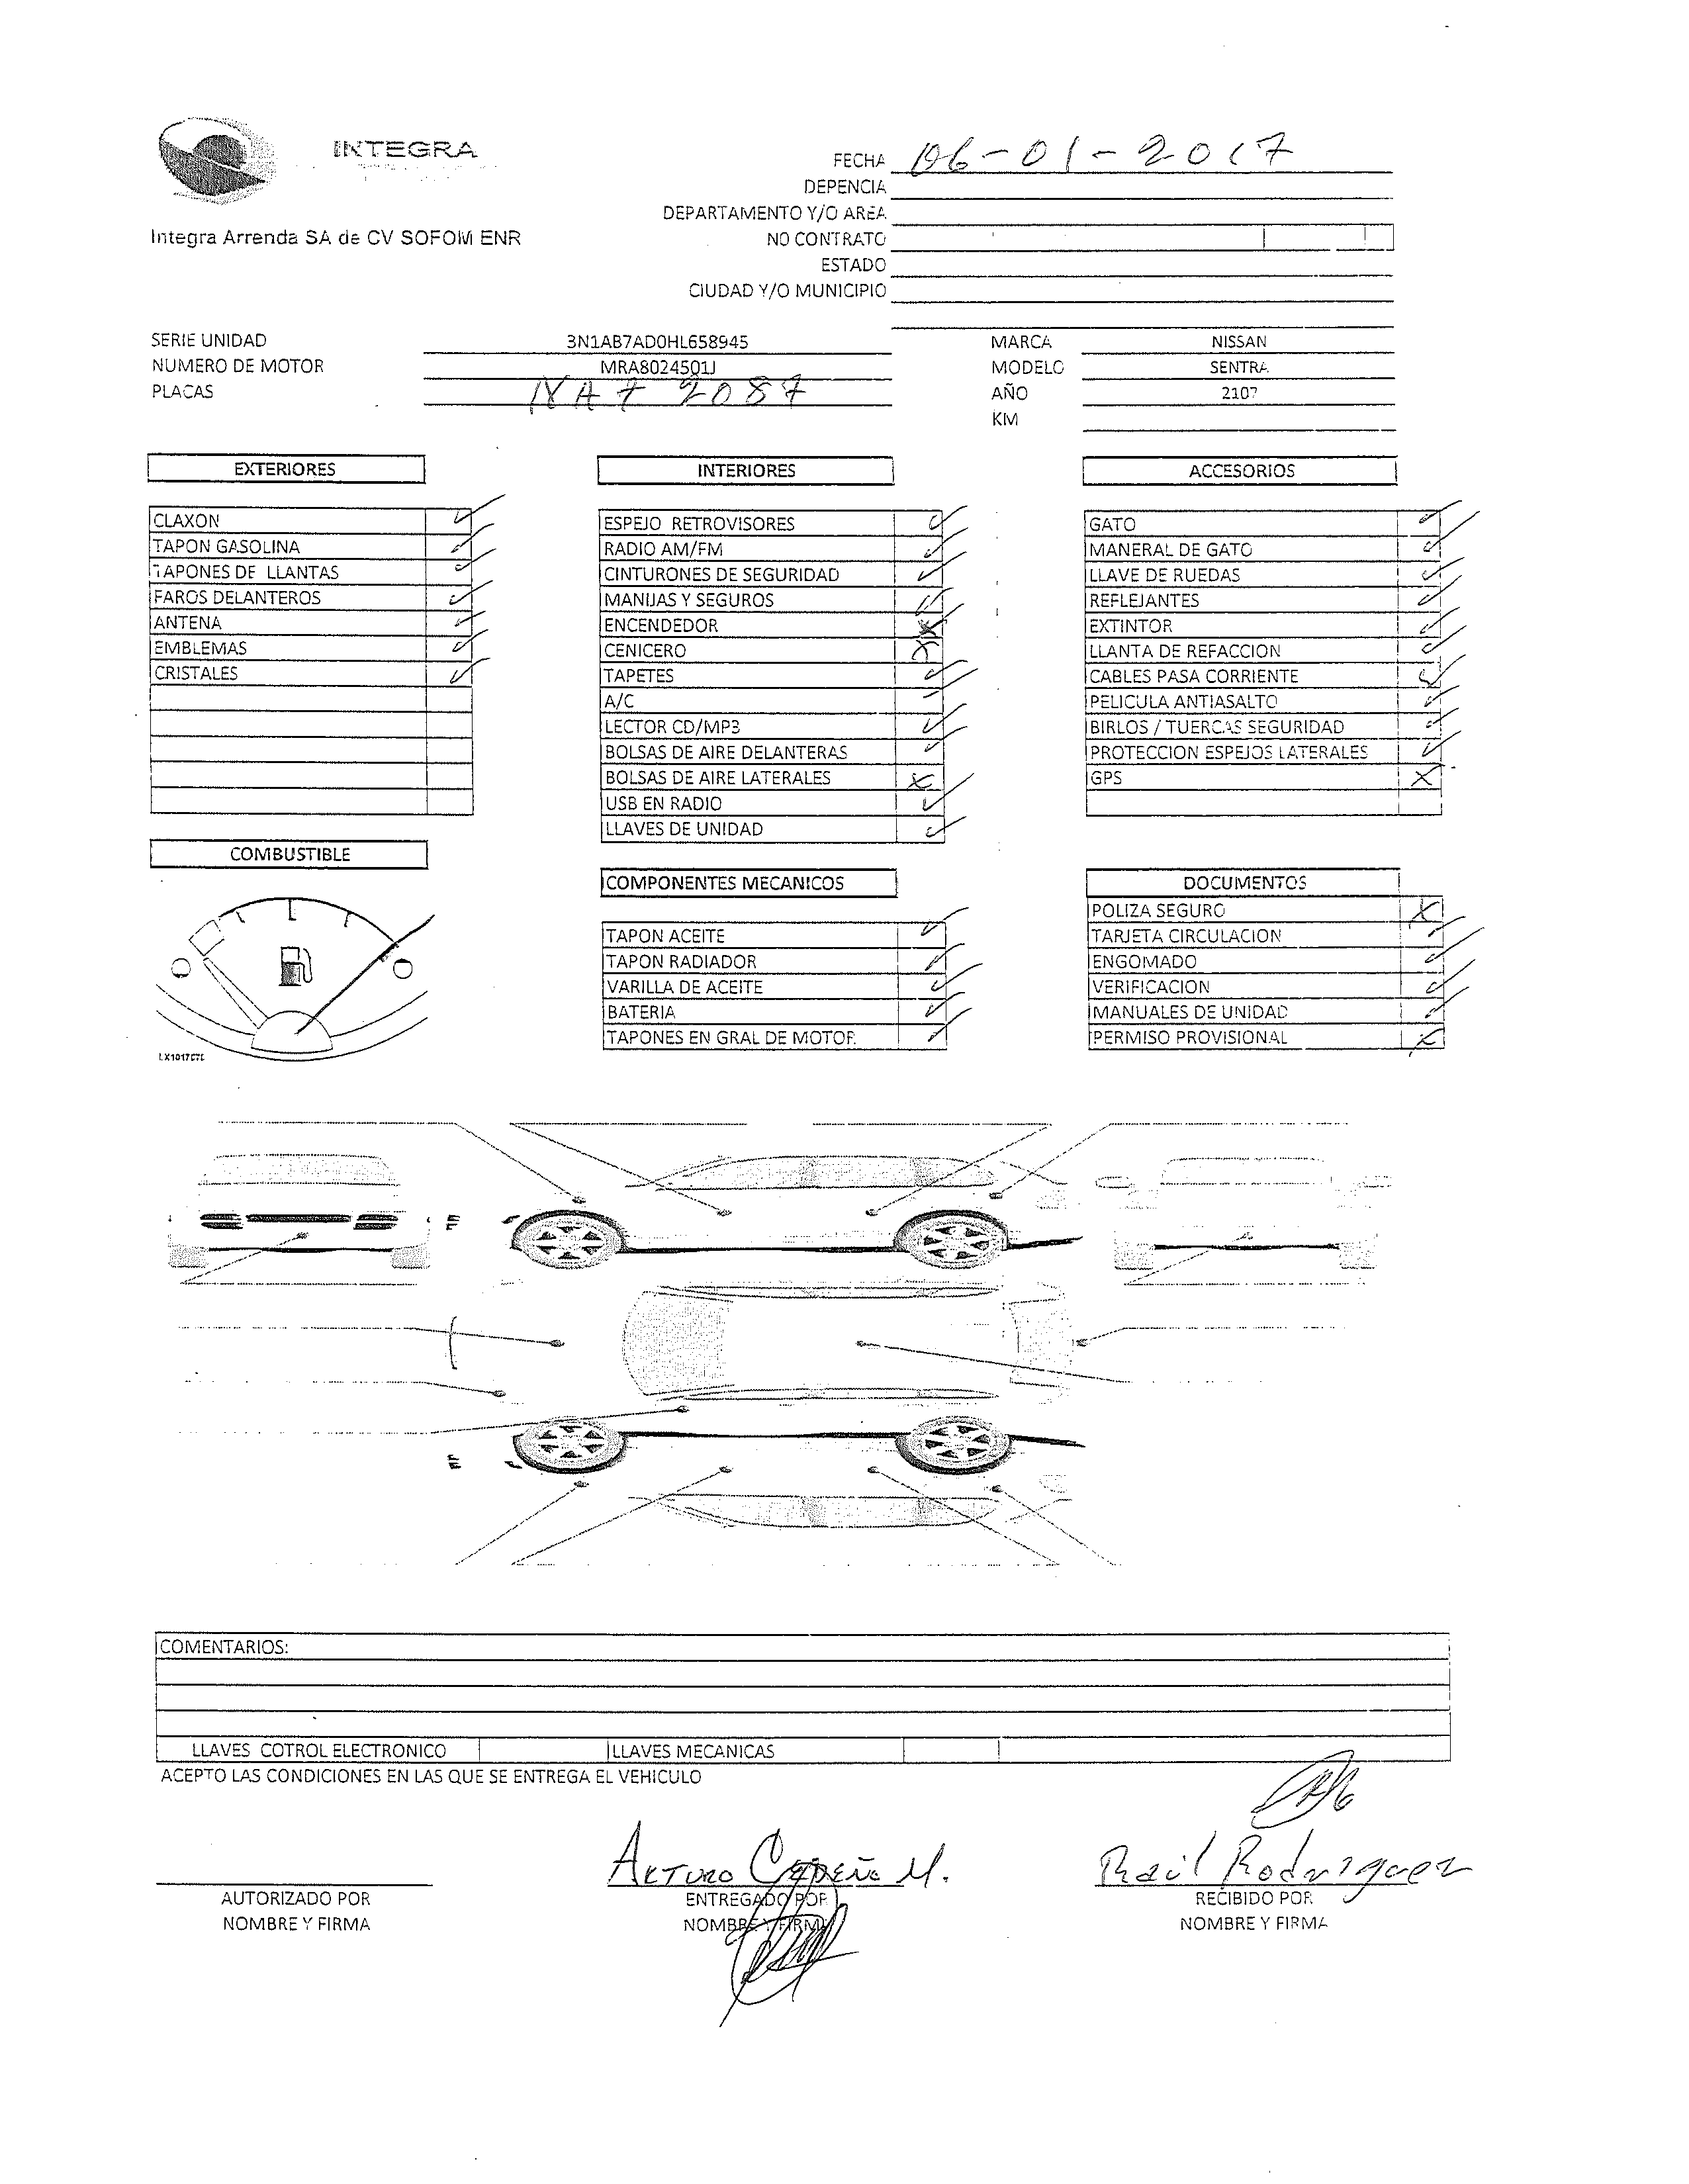 INTEGRA
FECHA 06-01-2017
DEPENCIA
DEPARTAMENTO Y/O AREA
Integra Arrenda SA de CV SOFOM ENR
NO CONTRATO
ESTADO
CIUDAD Y/O MUNICIPIO
SERIE UNIDAD 3N1AB7AD0HL658945 MARCA NISSAN
NUMERO DE MOTOR MRA8024501J MODELO SENTRA
PLACAS NAT 2087 AÑO 2107
KM
EXTERIORES INTERIORES ACCESORIOS
CLAXON ESPEJO RETROVISORES GATO
TAPON GASOLINA RADIO AM/FM MANERAL DE GATO
TAPONES DE LLANTAS CINTURONES DE SEGURIDAD LLAVE DE RUEDAS
FAROS DELANTEROS MANIJAS Y SEGUROS REFLEJANTES
ANTENA ENCENDEDOR EXTINTOR
EMBLEMAS CENICERO LLANTA DE REFACCION
CRISTALES TAPETES CABLES PASA CORRIENTE
A/C PELICULA ANTIASALTO
LECTOR CD/MP3 BIRLOS / TUERCAS SEGURIDAD
BOLSAS DE AIRE DELANTERAS PROTECCION ESPEJOS LATERALES
BOLSAS DE AIRE LATERALES GPS
USB EN RADIO
LLAVES DE UNIDAD
COMBUSTIBLE
COMPONENTES MECANICOS DOCUMENTOS
POLIZA SEGURO
TAPON ACEITE TARJETA CIRCULACION
TAPON RADIADOR ENGOMADO
VARILLA DE ACEITE VERIFICACION
BATERIA MANUALES DE UNIDAD
TAPONES EN GRAL DE MOTOR PERMISO PROVISIONAL
COMENTARIOS:
LLAVES COTROL ELECTRONICO LLAVES MECANICAS
ACEPTO LAS CONDICIONES EN LAS QUE SE ENTREGA EL VEHICULO
Arturo Cedeño M. Raúl Rodriguez
AUTORIZADO POR ENTREGADO POR RECIBIDO POR
NOMBRE Y FIRMA NOMBRE Y FIRMA NOMBRE Y FIRMA